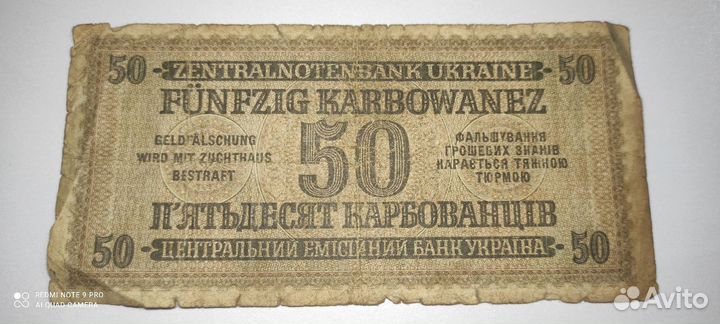 50 - ZENTRALNOTENBANK UKRAINE - 50
FÜNFZIG KARBOWANEZ
GELDFÄLSCHUNG
WIRD MIT ZUCHTHAUS
BESTRAFT
50
ФАЛЬШУВАННЯ
ГРОШЕВИХ ЗНАКІВ
КАРАЄТЬСЯ ТЯЖКОЮ
ТЮРМОЮ
П'ЯТЬДЕСЯТ КАРБОВАНЦІВ
50 - ЦЕНТРАЛЬНИЙ ЕМІСІЙНИЙ БАНК УКРАЇНА - 50
REDMI NOTE 9 PRO
AI QUAD CAMERA
Avito